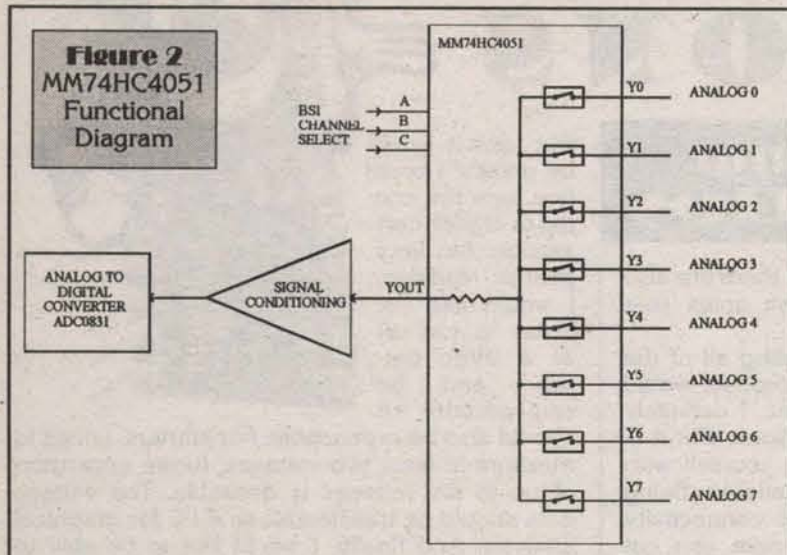 Figure 2
MM74HC4051
Functional
Diagram
MM74HC4051
BSI
CHANNEL
SELECT
A
B
C
Y0 ANALOG 0
Y1 ANALOG 1
Y2 ANALOG 2
Y3 ANALOG 3
Y4 ANALOG 4
Y5 ANALOG 5
Y6 ANALOG 6
Y7 ANALOG 7
YOUT
SIGNAL
CONDITIONING
ANALOG TO
DIGITAL
CONVERTER
ADC0831